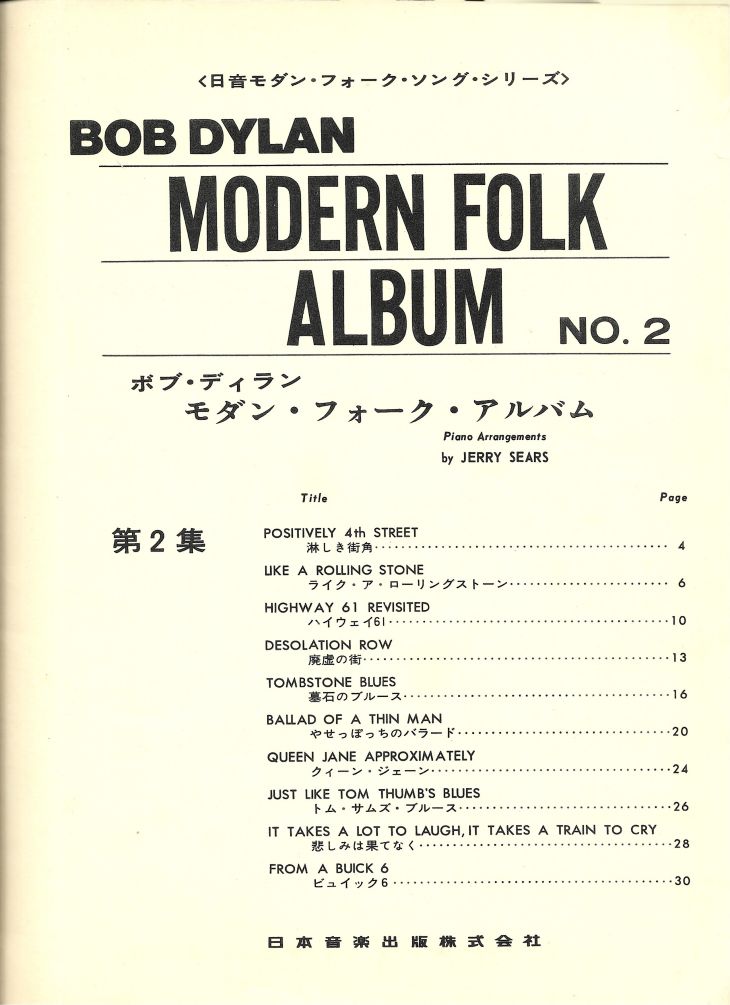 <日音モダン・フォーク・ソング・シリーズ>
BOB DYLAN
MODERN FOLK
ALBUM NO. 2
ボブ・ディラン
モダン・フォーク・アルバム
Piano Arrangements
by JERRY SEARS
Title Page
第2集
POSITIVELY 4th STREET
淋しき街角 4
LIKE A ROLLING STONE
ライク・ア・ローリングストーン 6
HIGHWAY 61 REVISITED
ハイウェイ61 10
DESOLATION ROW
廃虚の街 13
TOMBSTONE BLUES
墓石のブルース 16
BALLAD OF A THIN MAN
やせっぽっちのバラード 20
QUEEN JANE APPROXIMATELY
クィーン・ジェーン 24
JUST LIKE TOM THUMB'S BLUES
トム・サムズ・ブルース 26
IT TAKES A LOT TO LAUGH, IT TAKES A TRAIN TO CRY
悲しみは果てなく 28
FROM A BUICK 6
ビュイック6 30
日本音楽出版株式会社